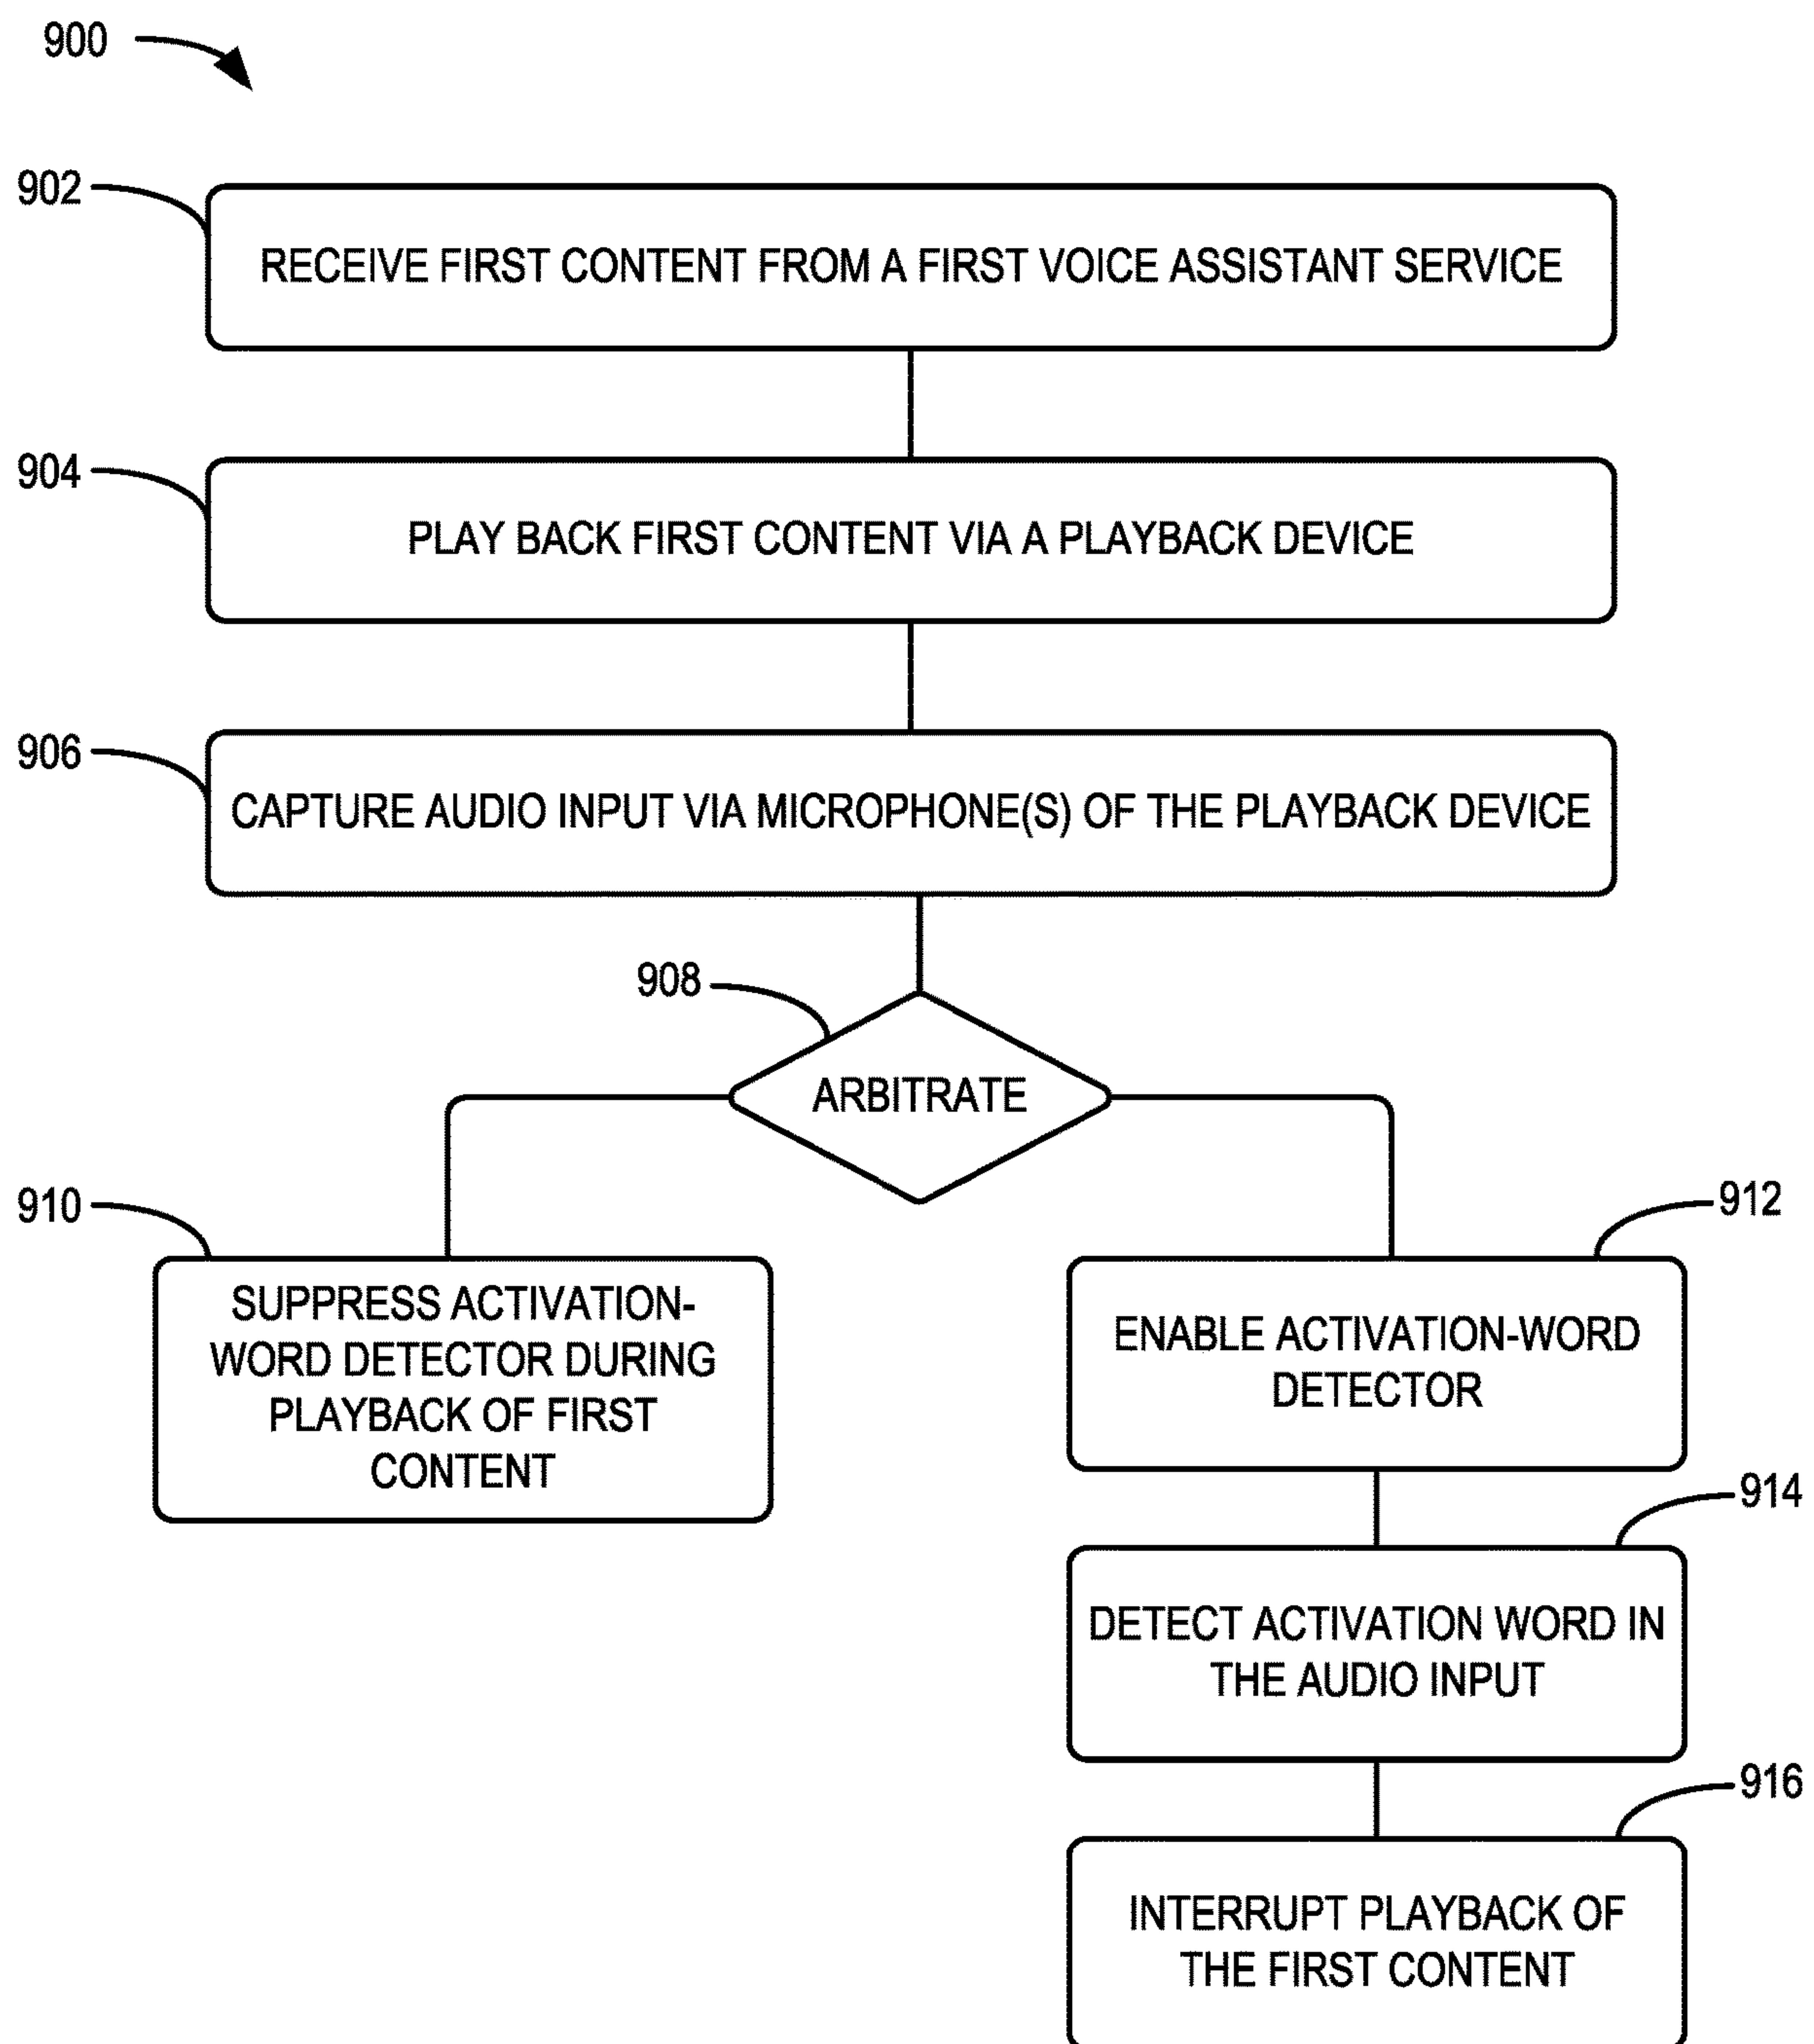 900
902
RECEIVE FIRST CONTENT FROM A FIRST VOICE ASSISTANT SERVICE
904
PLAY BACK FIRST CONTENT VIA A PLAYBACK DEVICE
906
CAPTURE AUDIO INPUT VIA MICROPHONE(S) OF THE PLAYBACK DEVICE
908
ARBITRATE
910
SUPPRESS ACTIVATION-
WORD DETECTOR DURING
PLAYBACK OF FIRST
CONTENT
912
ENABLE ACTIVATION-WORD
DETECTOR
914
DETECT ACTIVATION WORD IN
THE AUDIO INPUT
916
INTERRUPT PLAYBACK OF
THE FIRST CONTENT